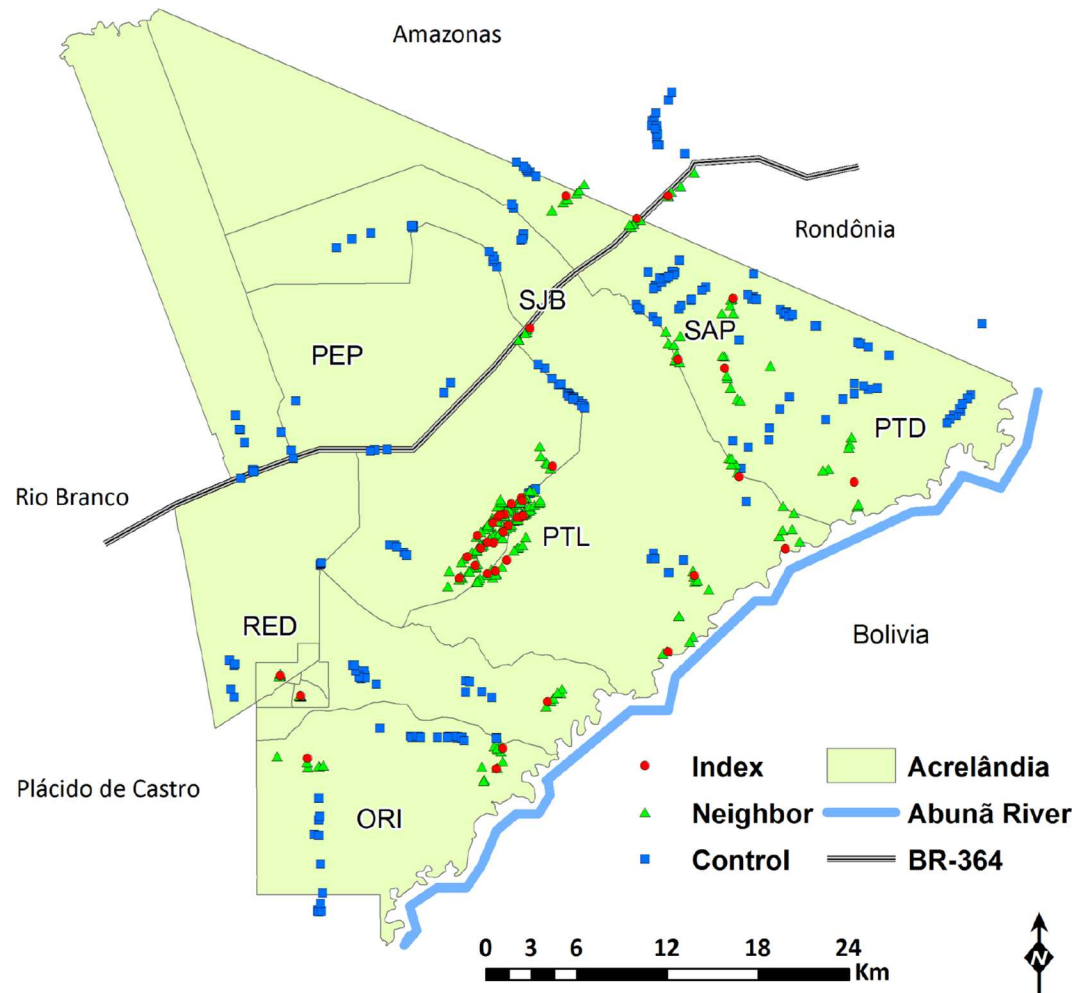 Amazonas
Rondônia
SJB
SAP
PEP
PTD
Rio Branco
PTL
RED
Bolivia
Plácido de Castro
ORI
Index
Neighbor
Control
Acrelândia
Abunã River
BR-364
0 3 6 12 18 24
Km
N